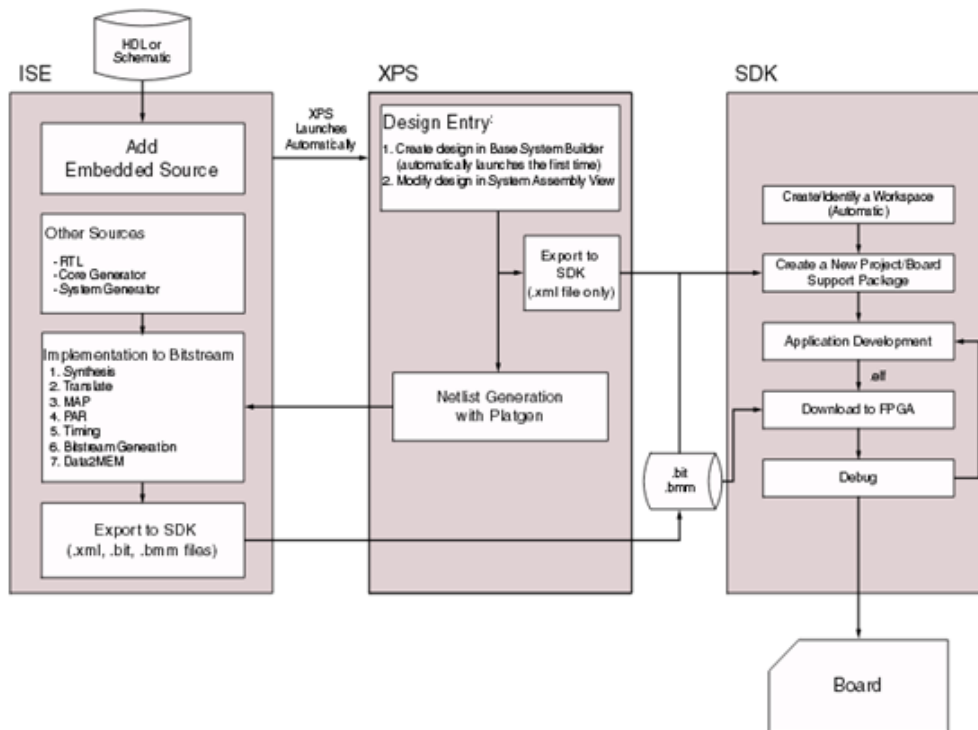 HDL or
Schematic
ISE
Add
Embedded Source
Other Sources
- RTL
- Core Generator
- System Generator
Implementation to Bitstream
1. Synthesis
2. Translate
3. MAP
4. PAR
5. Timing
6. Bitstream Generation
7. Data2MEM
Export to SDK
(.xml, .bit, .bmm files)
XPS
Launches
Automatically
XPS
Design Entry:
1. Create design in Base System Builder
(automatically launches the first time)
2. Modify design in System Assembly View
Export to
SDK
(.xml file only)
Netlist Generation
with Platgen
.bit
.bmm
SDK
Create/Identify a Workspace
(Automatic)
Create a New Project/Board
Support Package
Application Development
.elf
Download to FPGA
Debug
Board